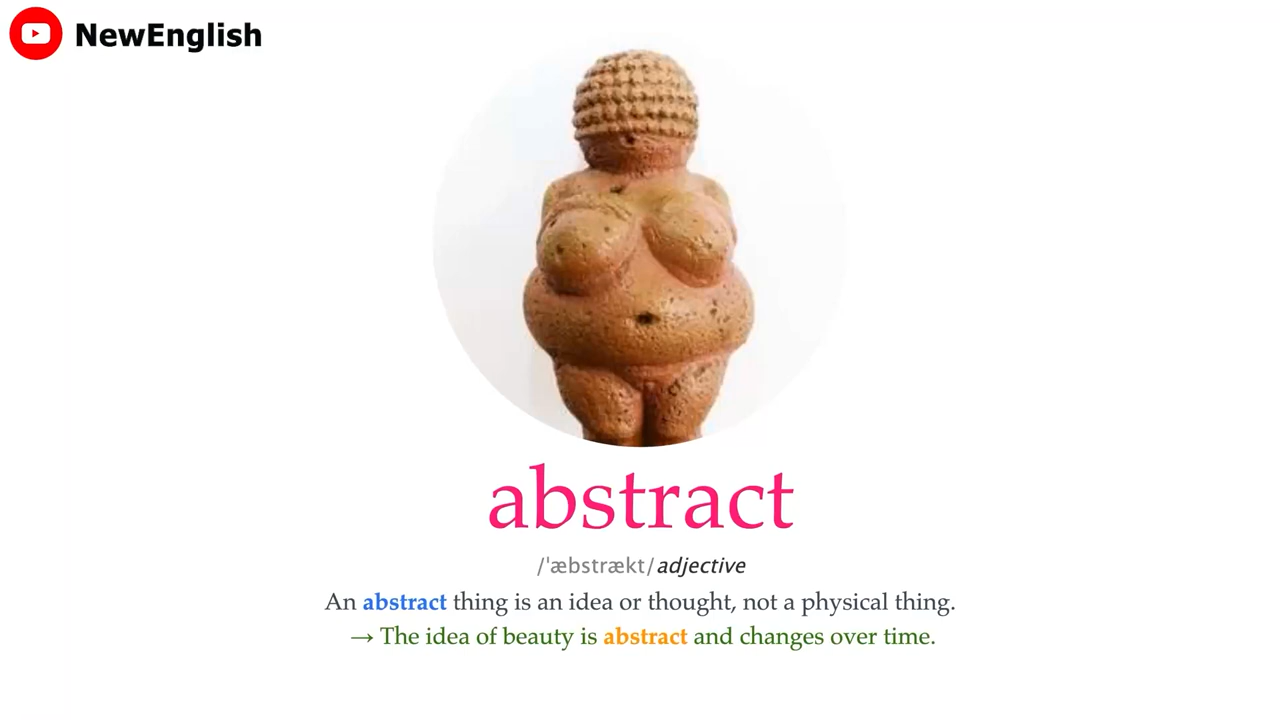 NewEnglish
abstract
/ˈæbstrækt/adjective
An abstract thing is an idea or thought, not a physical thing.
→ The idea of beauty is abstract and changes over time.